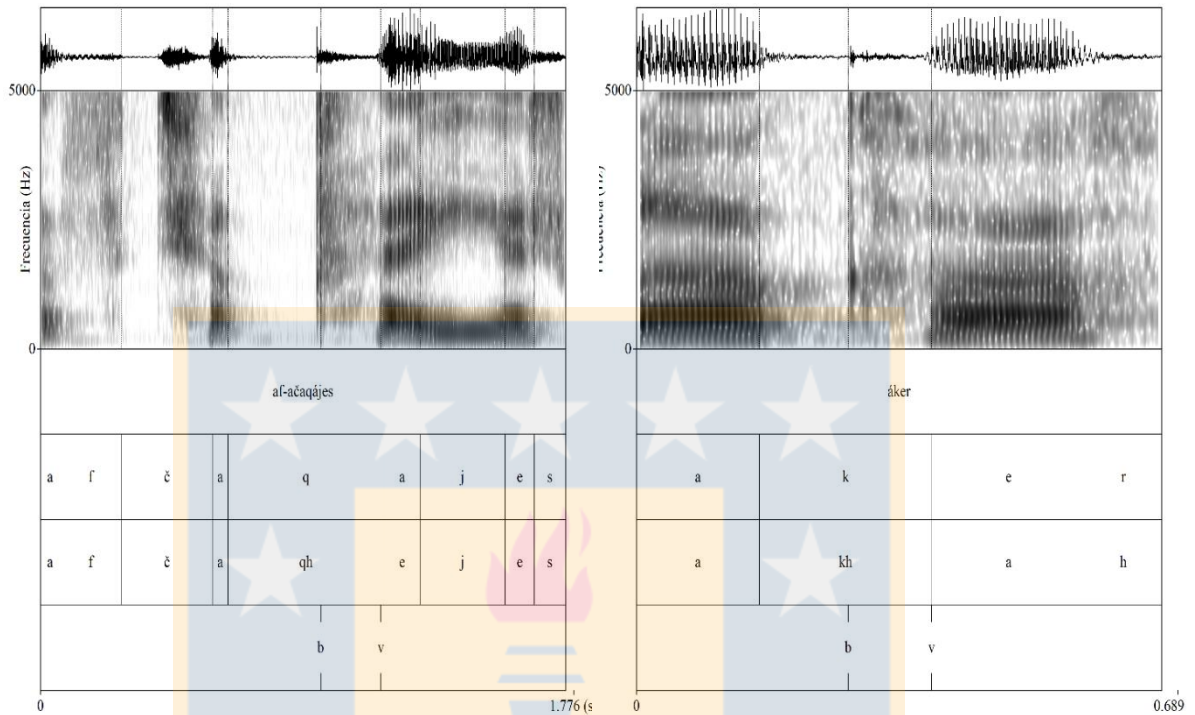 5000
Frecuencia (Hz)
0
af-ačaqájes
a f č a q a j e s
a f č a qh e j e s
b v
0 1.776 (s
5000
0
áker
a k e r
a kh a h
b v
0 0.689